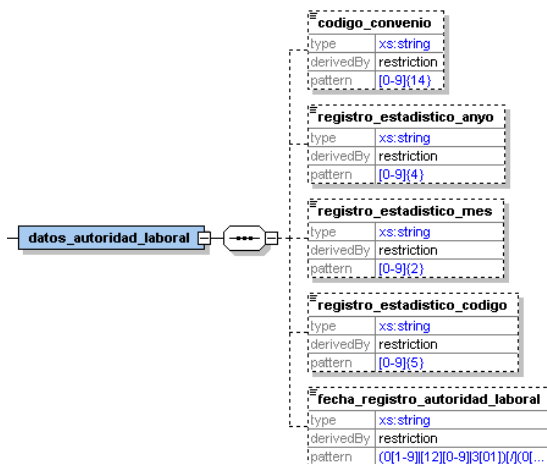 codigo_convenio
type xs:string
derivedBy restriction
pattern [0-9]{14}
registro_estadistico_anyo
type xs:string
derivedBy restriction
pattern [0-9]{4}
registro_estadistico_mes
type xs:string
derivedBy restriction
pattern [0-9]{2}
datos_autoridad_laboral
registro_estadistico_codigo
type xs:string
derivedBy restriction
pattern [0-9]{5}
fecha_registro_autoridad_laboral
type xs:string
derivedBy restriction
pattern (0[1-9]|[12][0-9]|3[01])[/](0[...